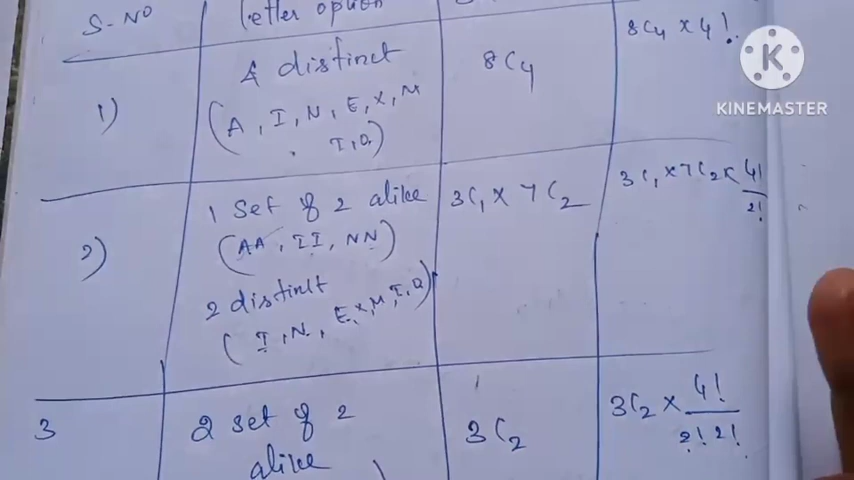 S-NO letter option
1) 4 distinct 8C4 8C4 x 4!.
(A, I, N, E, X, M
I, O)
2) 1 set of 2 alike 3C1 x 7C2 3C1 x 7C2 x 4!/2!
(AA, II, NN)
2 distinct
(I, N, E, X, M, I, O)
3 2 set of 2 3C2 3C2 x 4!/2!2!
alike
KINEMASTER